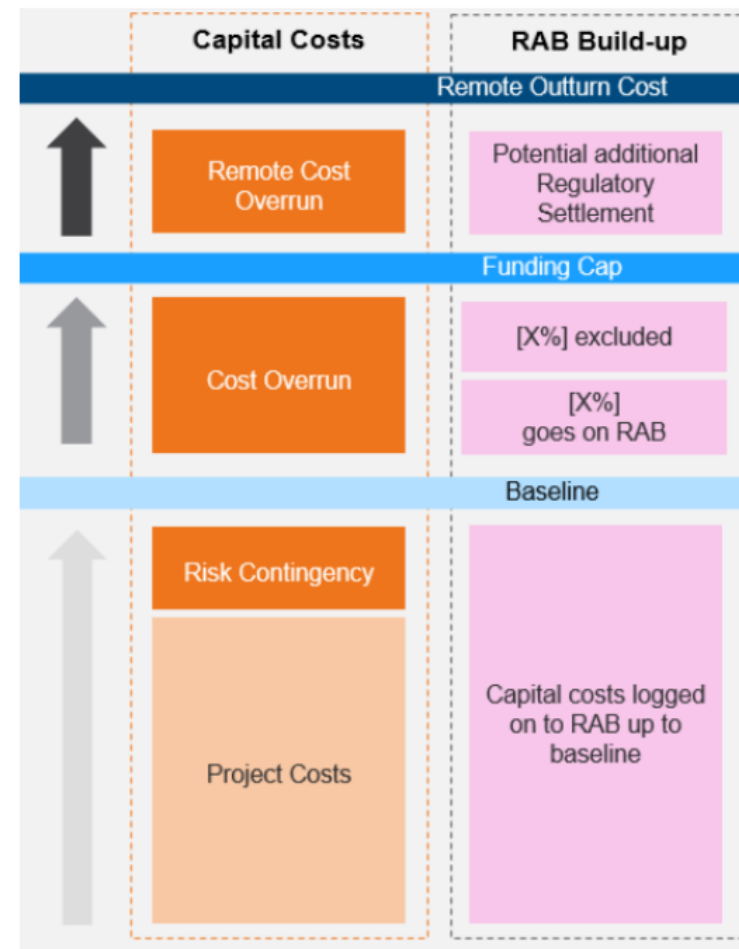 Capital Costs
RAB Build-up
Remote Outturn Cost
Remote Cost
Overrun
Potential additional
Regulatory
Settlement
Funding Cap
Cost Overrun
[X%] excluded
[X%]
goes on RAB
Baseline
Risk Contingency
Project Costs
Capital costs logged
on to RAB up to
baseline